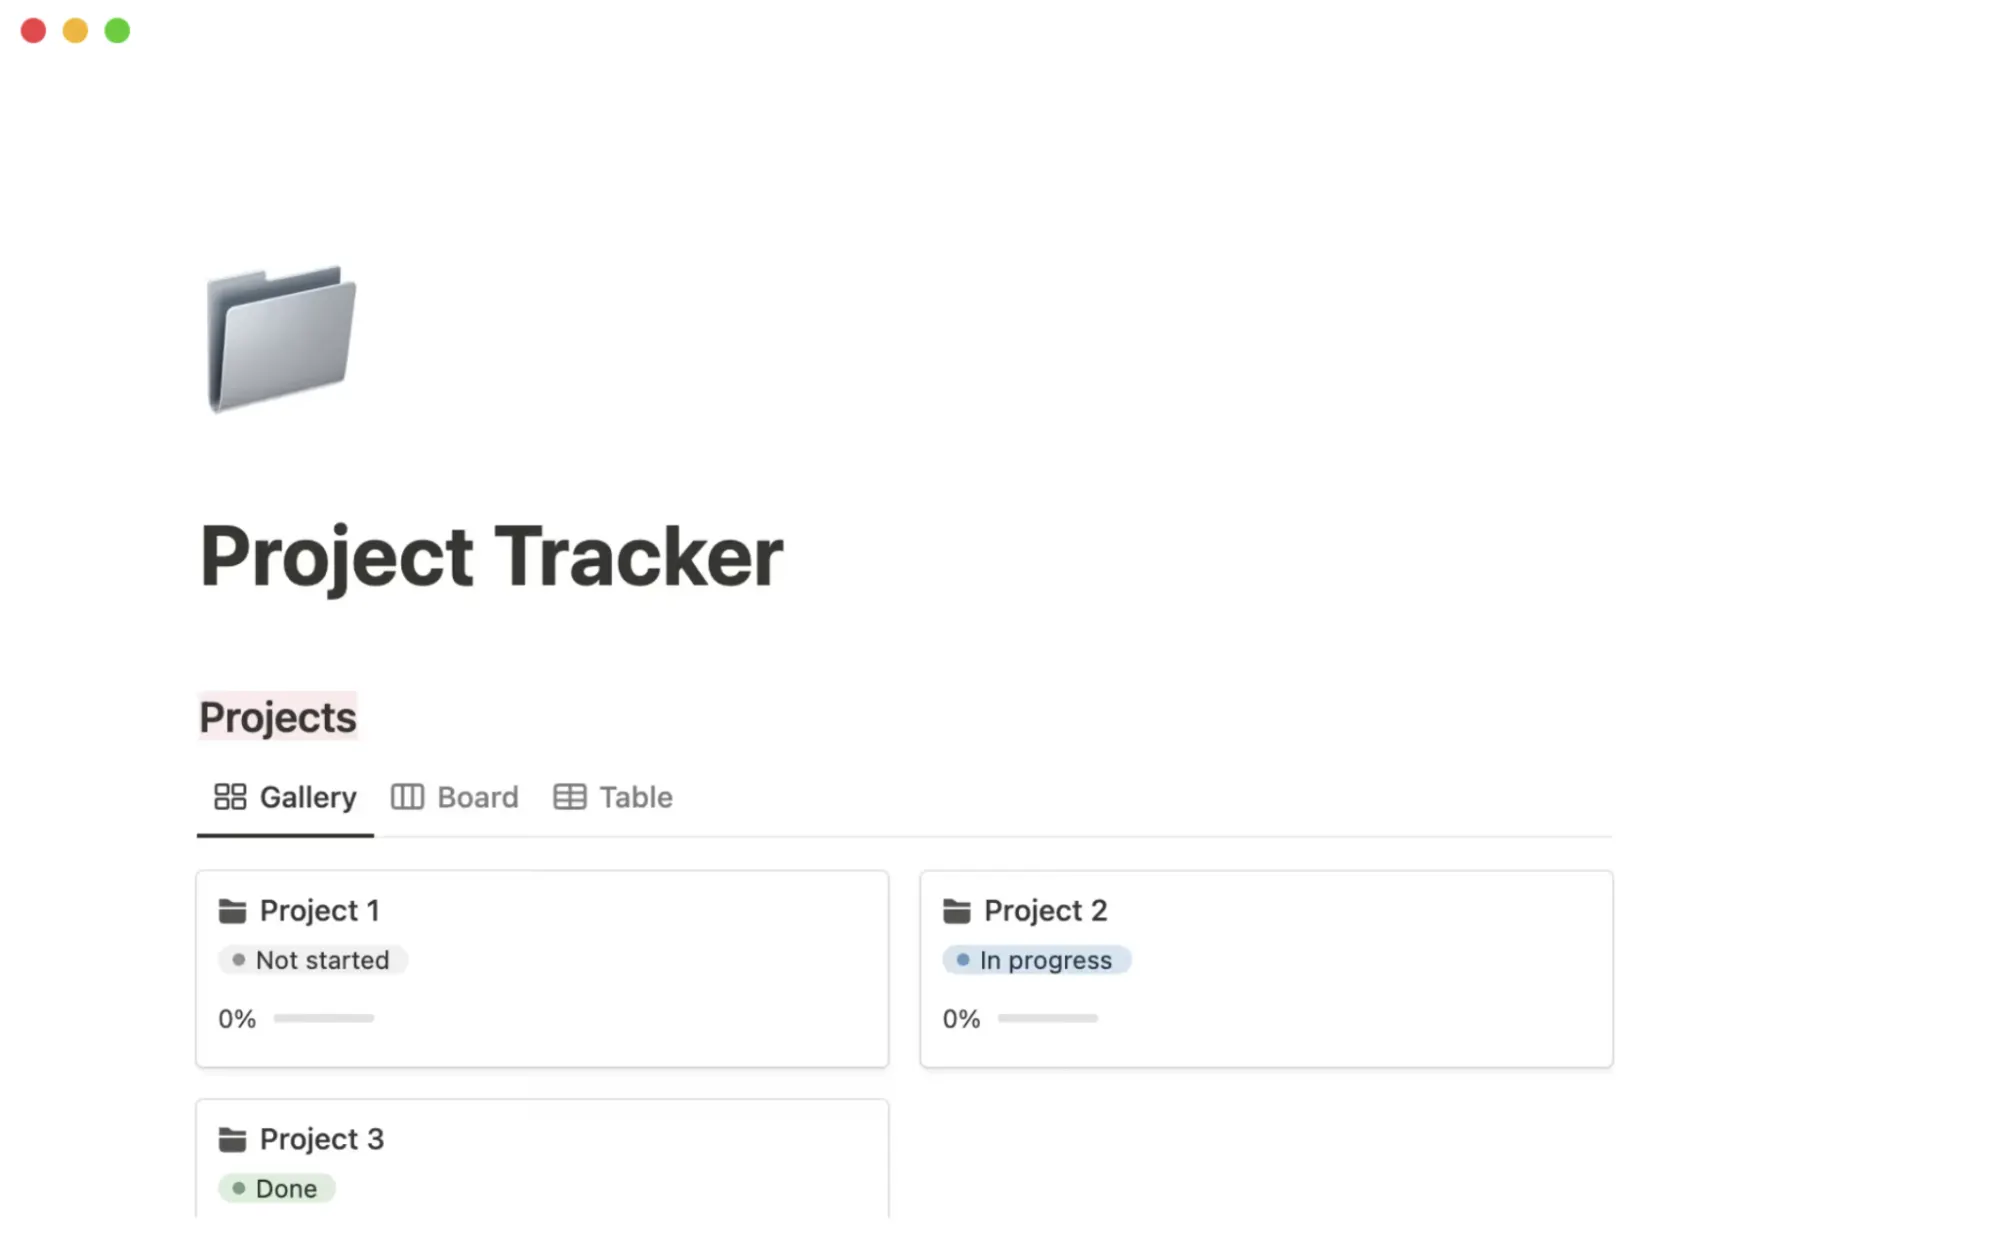 Project Tracker
Projects
Gallery Board Table
Project 1
Not started
0%
Project 2
In progress
0%
Project 3
Done